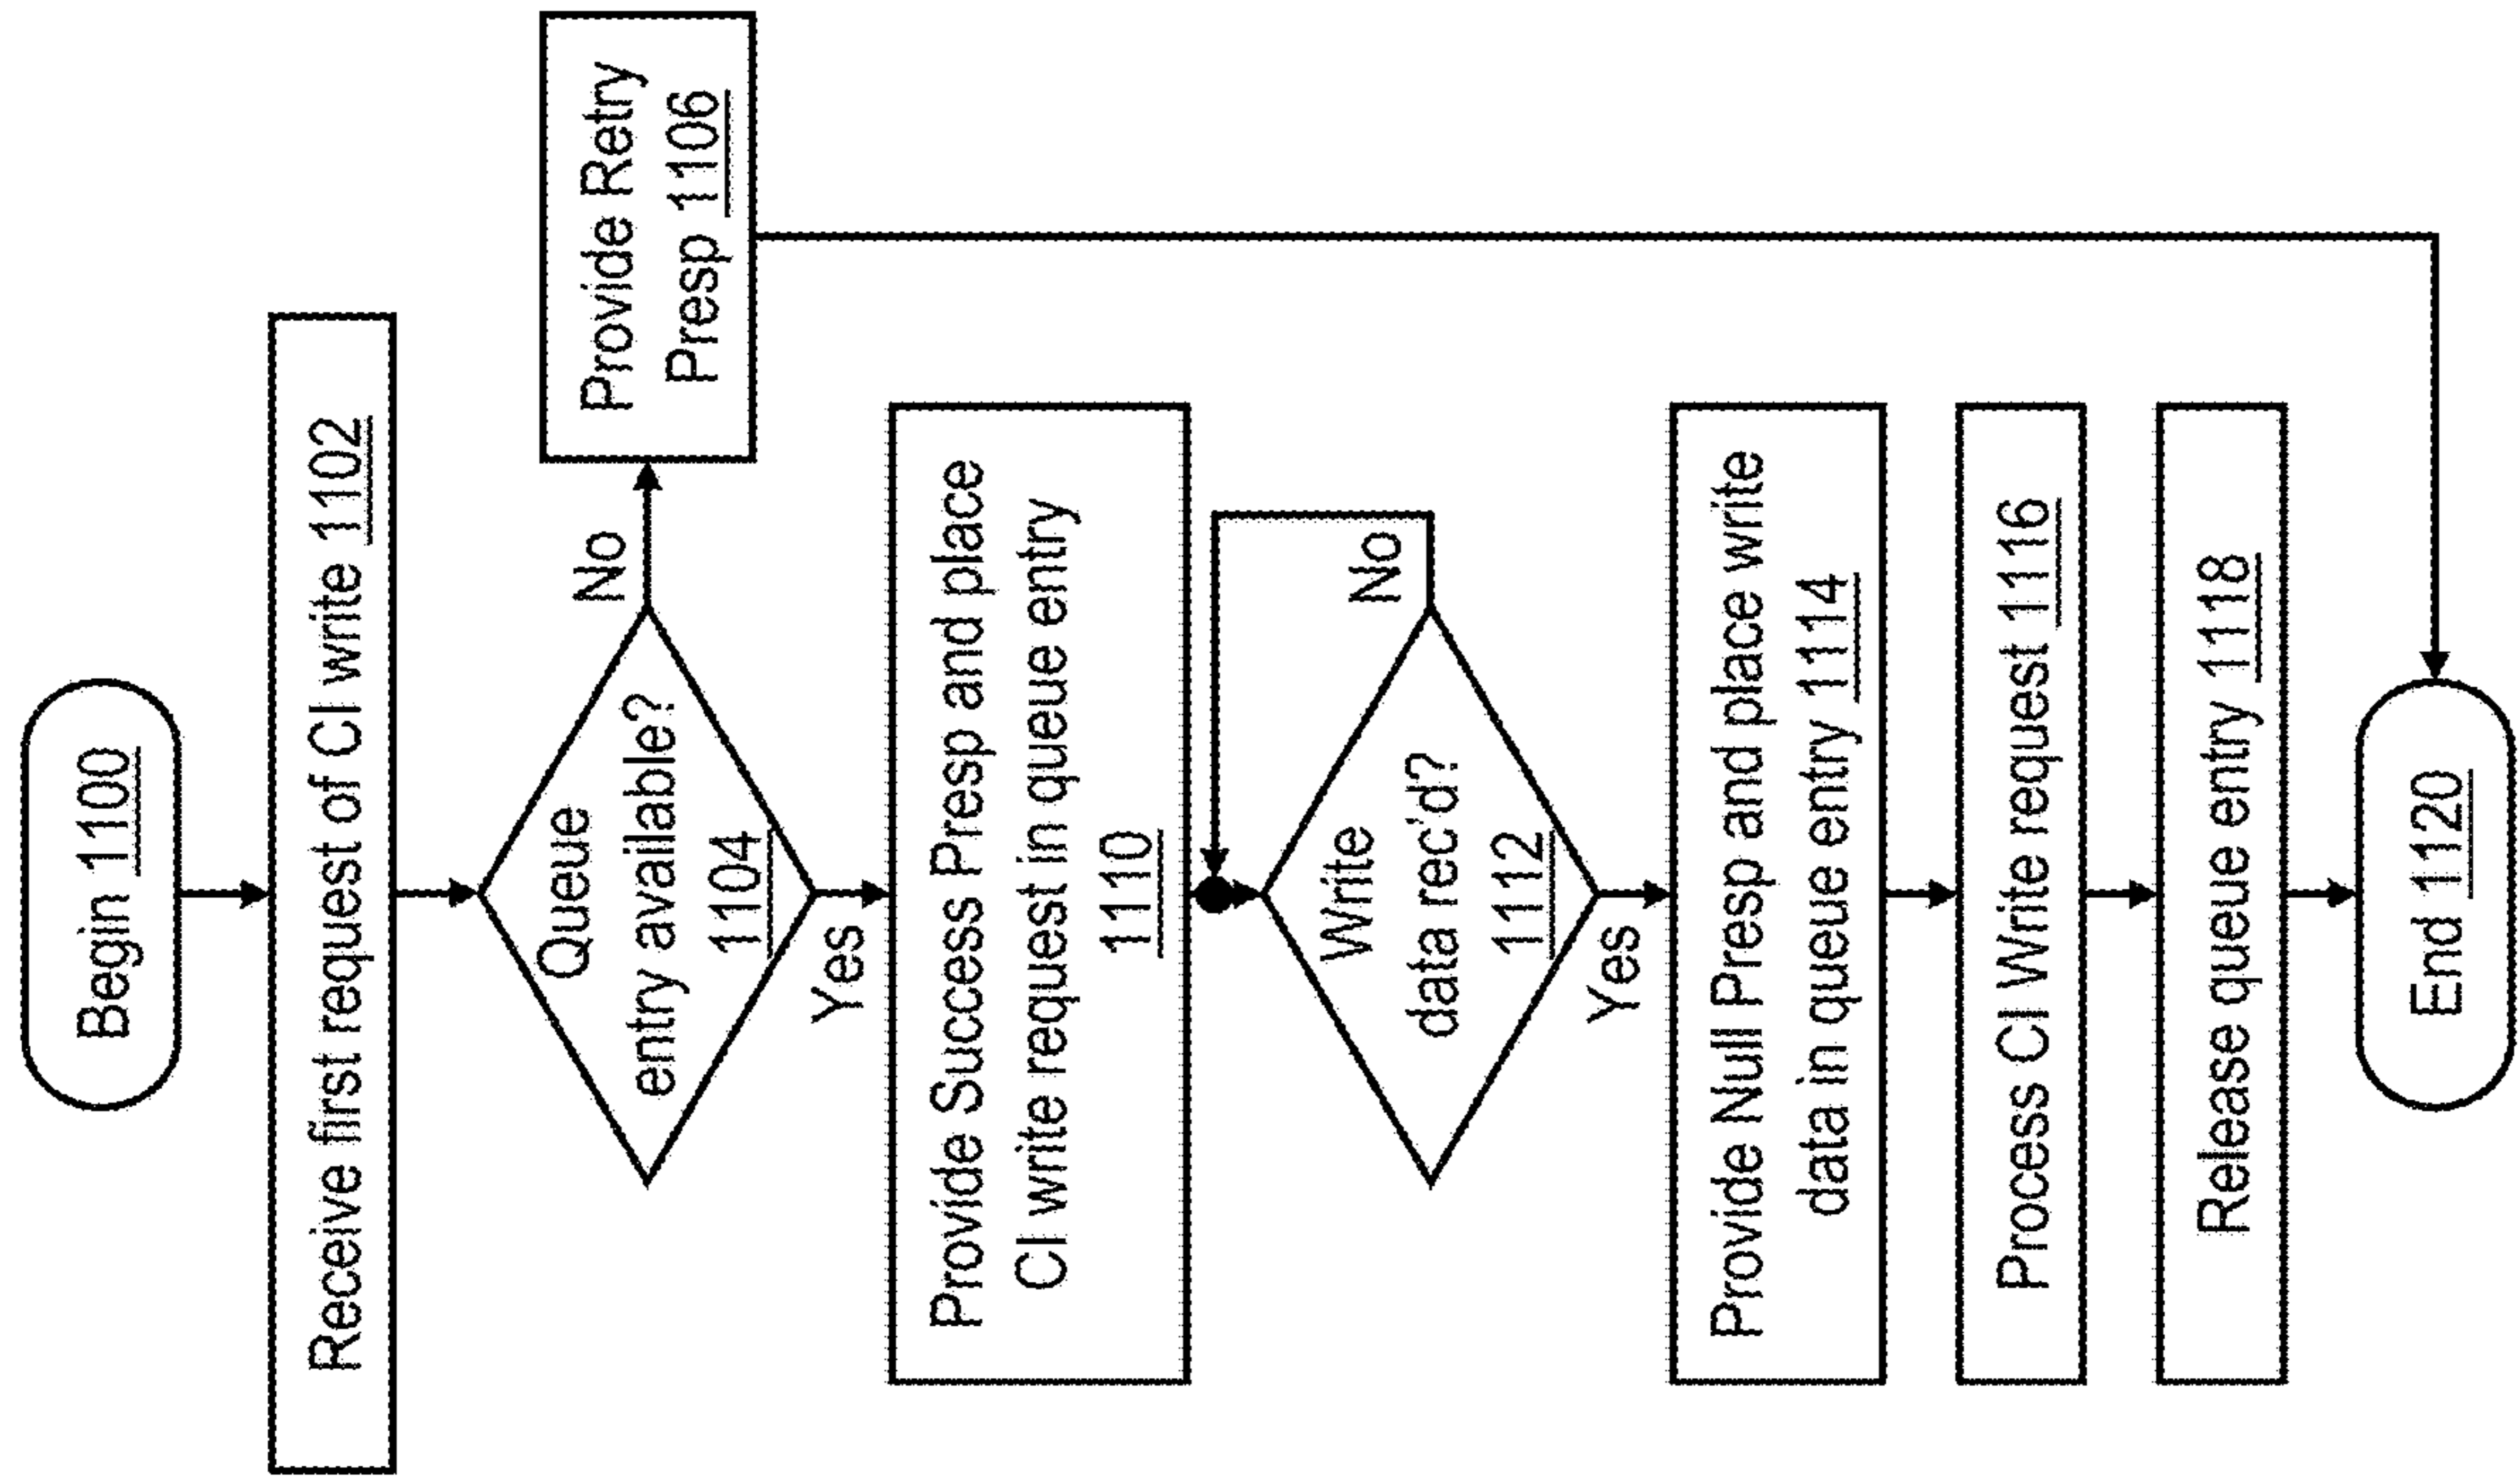 Begin 1100
Receive first request of CI write 1102
Queue
entry available?
1104
No
Provide Retry
Presp 1106
Yes
Provide Success Presp and place
CI write request in queue entry
1110
Write
data rec'd?
1112
No
Yes
Provide Null Presp and place write
data in queue entry 1114
Process CI Write request 1116
Release queue entry 1118
End 1120